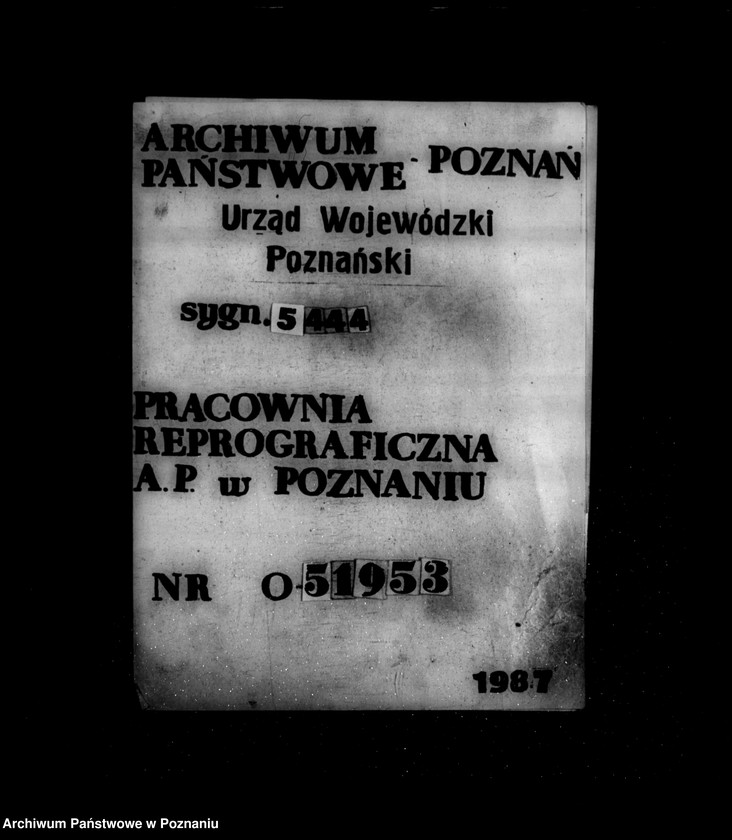 ARCHIWUM
PAŃSTWOWE - POZNAŃ
Urząd Wojewódzki
Poznański
sygn. 5444
PRACOWNIA
REPROGRAFICZNA
A.P. w POZNANIU
NR O-51953
1987
Archiwum Państwowe w Poznaniu